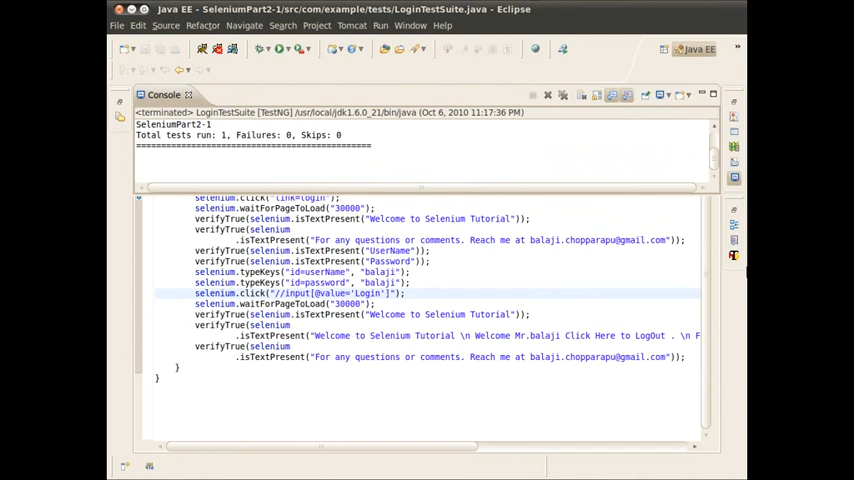 Java EE - SeleniumPart2-1/src/com/example/tests/LoginTestSuite.java - Eclipse
File Edit Source Refactor Navigate Search Project Tomcat Run Window Help
Java EE
Console
<terminated> LoginTestSuite [TestNG] /usr/local/jdk1.6.0_21/bin/java (Oct 6, 2010 11:17:36 PM)
SeleniumPart2-1
Total tests run: 1, Failures: 0, Skips: 0
===============================================
selenium.click("link=login");
selenium.waitForPageToLoad("30000");
verifyTrue(selenium.isTextPresent("Welcome to Selenium Tutorial"));
verifyTrue(selenium
.isTextPresent("For any questions or comments. Reach me at balaji.chopparapu@gmail.com"));
verifyTrue(selenium.isTextPresent("UserName"));
verifyTrue(selenium.isTextPresent("Password"));
selenium.typeKeys("id=userName", "balaji");
selenium.typeKeys("id=password", "balaji");
selenium.click("//input[@value='Login']");
selenium.waitForPageToLoad("30000");
verifyTrue(selenium.isTextPresent("Welcome to Selenium Tutorial"));
verifyTrue(selenium
.isTextPresent("Welcome to Selenium Tutorial \n Welcome Mr.balaji Click Here to LogOut . \n F
verifyTrue(selenium
.isTextPresent("For any questions or comments. Reach me at balaji.chopparapu@gmail.com"));
}
}